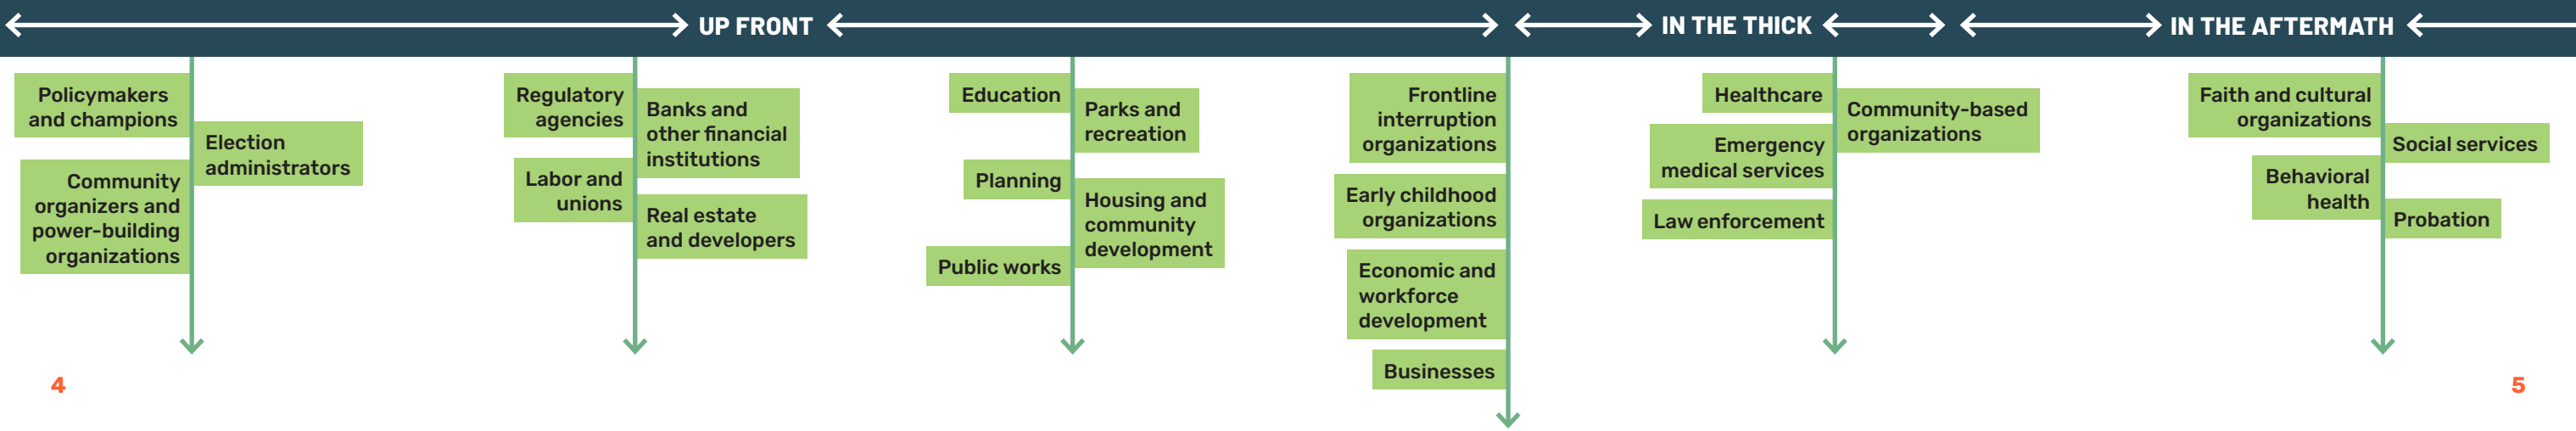 UP FRONT
IN THE THICK
IN THE AFTERMATH
Policymakers
and champions
Election
administrators
Community
organizers and
power-building
organizations
Regulatory
agencies
Banks and
other financial
institutions
Labor and
unions
Real estate
and developers
Education
Parks and
recreation
Planning
Housing and
community
development
Public works
Frontline
interruption
organizations
Early childhood
organizations
Economic and
workforce
development
Businesses
Healthcare
Community-based
organizations
Emergency
medical services
Law enforcement
Faith and cultural
organizations
Social services
Behavioral
health
Probation
4
5